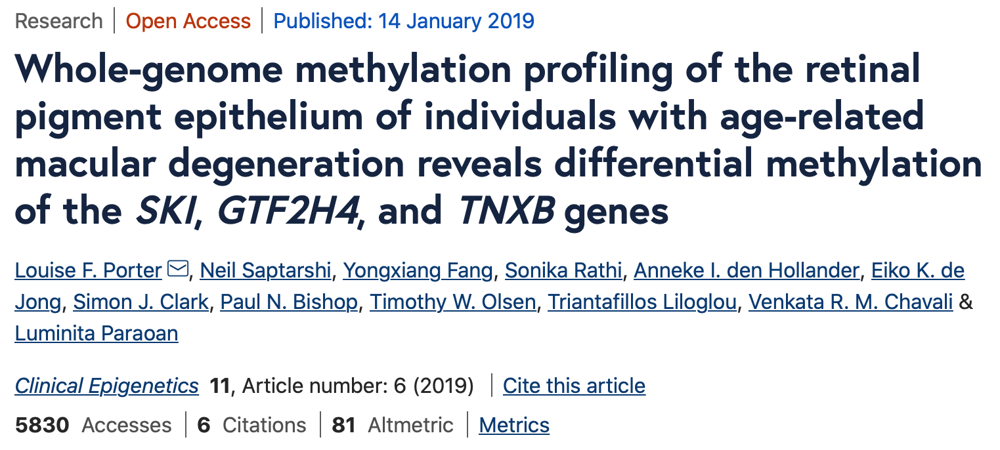 Research | Open Access | Published: 14 January 2019
Whole-genome methylation profiling of the retinal
pigment epithelium of individuals with age-related
macular degeneration reveals differential methylation
of the SKI, GTF2H4, and TNXB genes
Louise F. Porter, Neil Saptarshi, Yongxiang Fang, Sonika Rathi, Anneke I. den Hollander, Eiko K. de
Jong, Simon J. Clark, Paul N. Bishop, Timothy W. Olsen, Triantafillos Liloglou, Venkata R. M. Chavali &
Luminita Paraoan
Clinical Epigenetics 11, Article number: 6 (2019) | Cite this article
5830 Accesses | 6 Citations | 81 Altmetric | Metrics